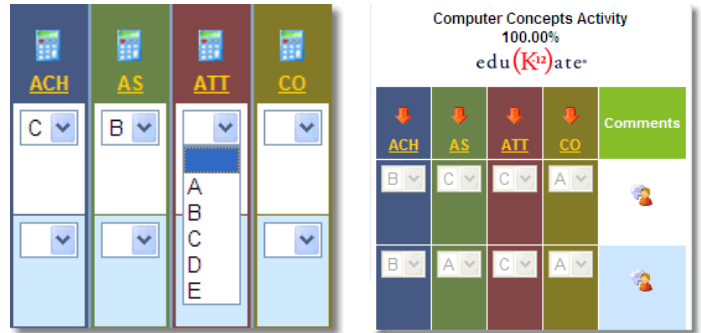 ACH AS ATT CO
C B
A
B
C
D
E
Computer Concepts Activity
100.00%
edu(K12)ate
ACH AS ATT CO Comments
B C C A
B A C A